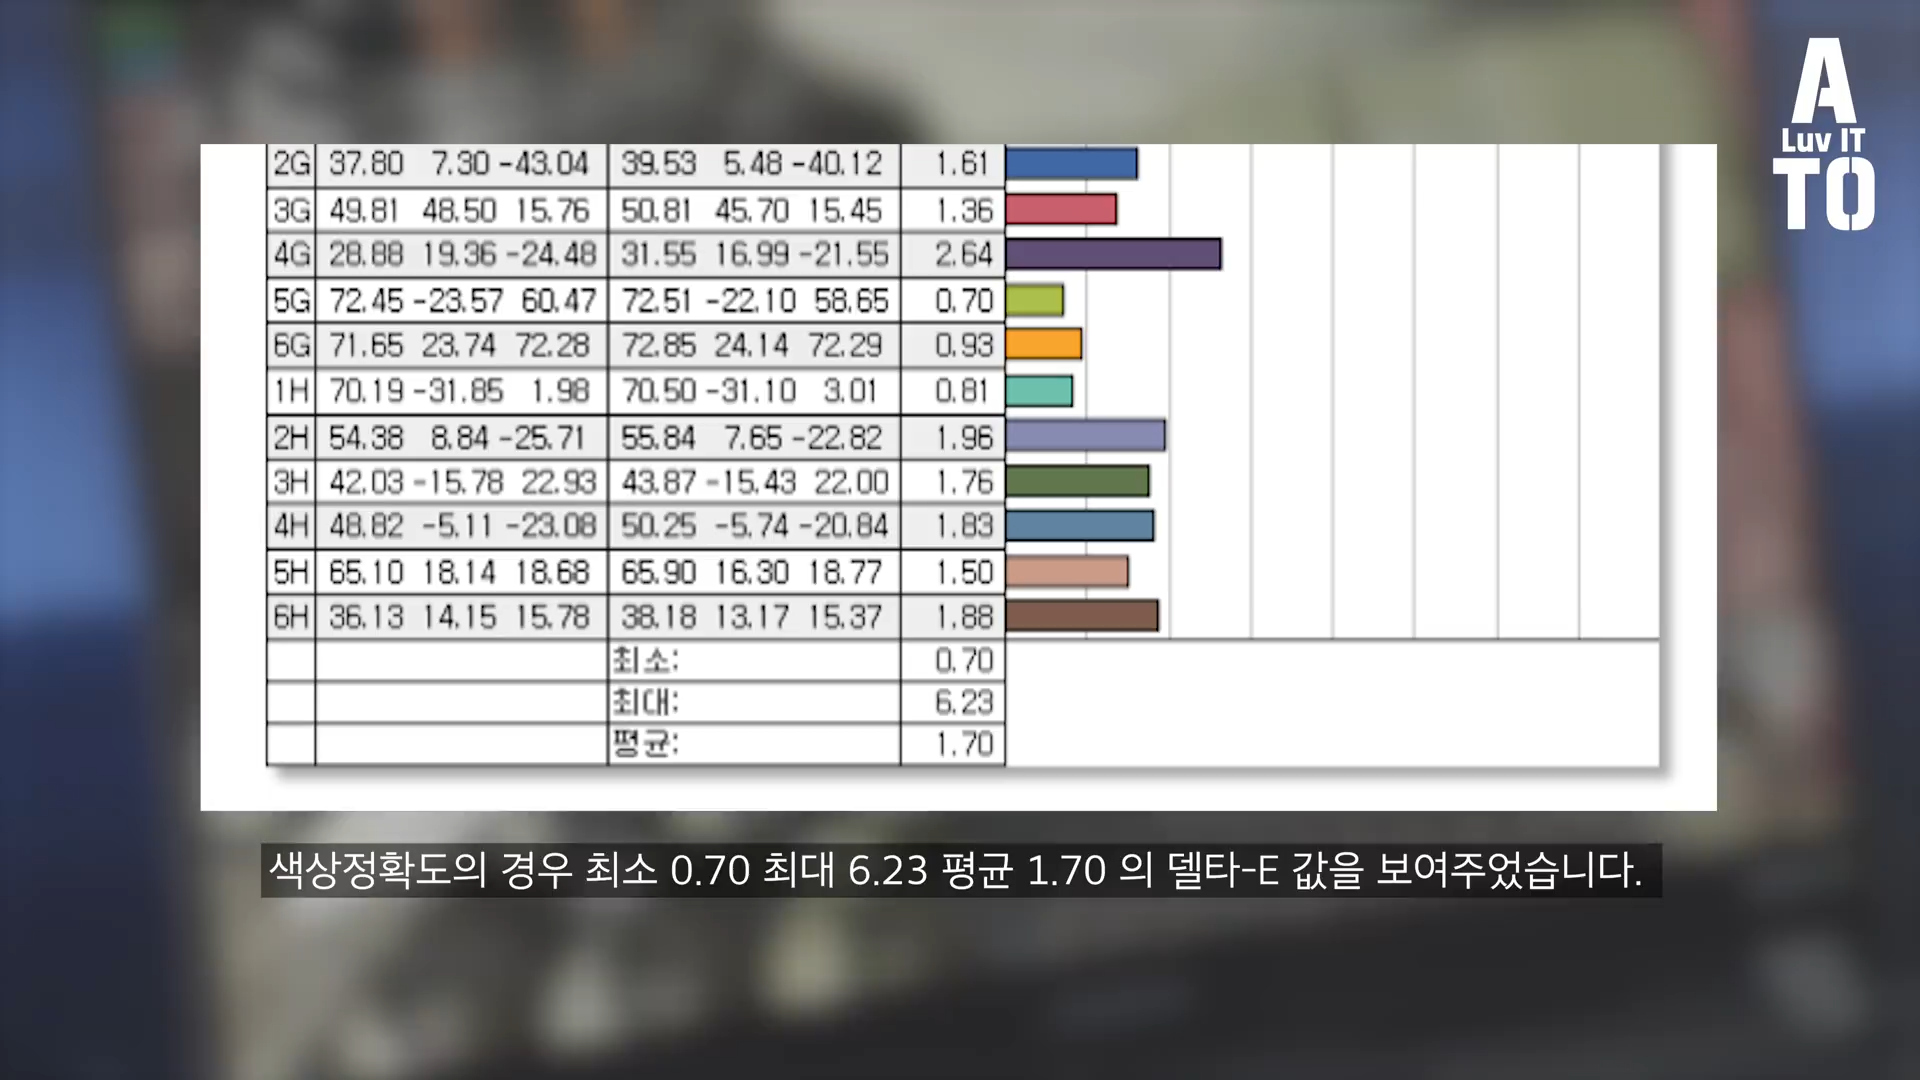 A
Luv IT
TO
2G 37.80 7.30 -43.04 39.53 5.48 -40.12 1.61
3G 49.81 48.50 15.76 50.81 45.70 15.45 1.36
4G 28.88 19.36 -24.48 31.55 16.99 -21.55 2.64
5G 72.45 -23.57 60.47 72.51 -22.10 58.65 0.70
6G 71.65 23.74 72.28 72.85 24.14 72.29 0.93
1H 70.19 -31.85 1.98 70.50 -31.10 3.01 0.81
2H 54.38 8.84 -25.71 55.84 7.65 -22.82 1.96
3H 42.03 -15.78 22.93 43.87 -15.43 22.00 1.76
4H 48.82 -5.11 -23.08 50.25 -5.74 -20.84 1.83
5H 65.10 18.14 18.68 65.90 16.30 18.77 1.50
6H 36.13 14.15 15.78 38.18 13.17 15.37 1.88
최소: 0.70
최대: 6.23
평균: 1.70
색상정확도의 경우 최소 0.70 최대 6.23 평균 1.70 의 델타-E 값을 보여주었습니다.